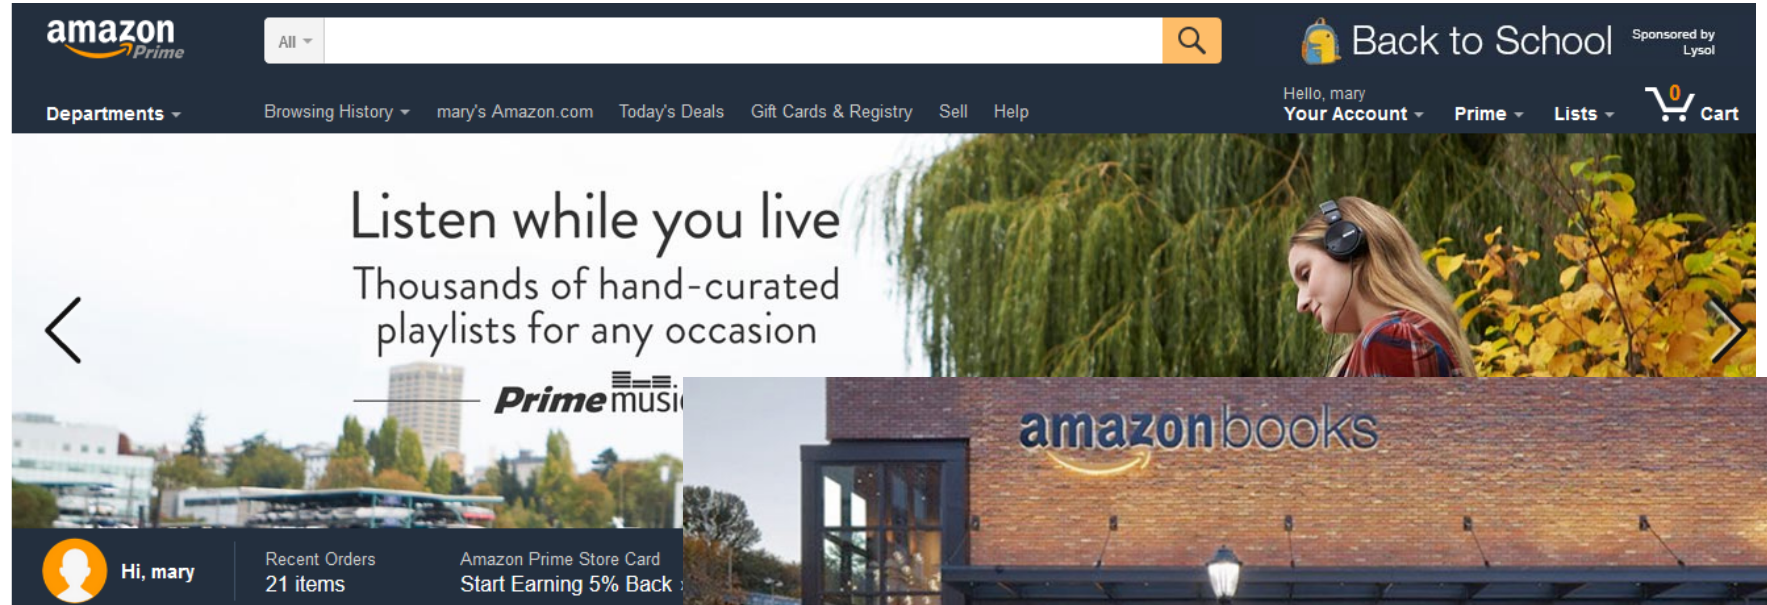 amazon
Prime
All
Back to School
Sponsored by
Lysol
Departments
Browsing History
mary's Amazon.com
Today's Deals
Gift Cards & Registry
Sell
Help
Hello, mary
Your Account
Prime
Lists
0
Cart
Listen while you live
Thousands of hand-curated
playlists for any occasion
Prime music
amazonbooks
Hi, mary
Recent Orders
21 items
Amazon Prime Store Card
Start Earning 5% Back